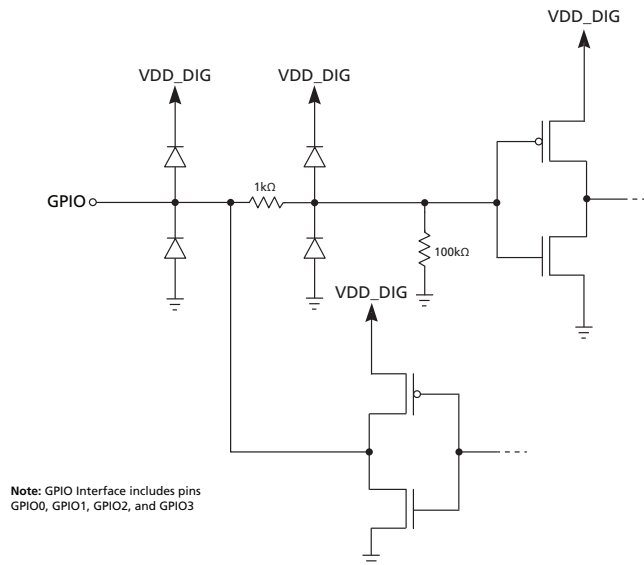 VDD_DIG
VDD_DIG
VDD_DIG
GPIO
1kΩ
100kΩ
VDD_DIG
Note: GPIO Interface includes pins
GPIO0, GPIO1, GPIO2, and GPIO3